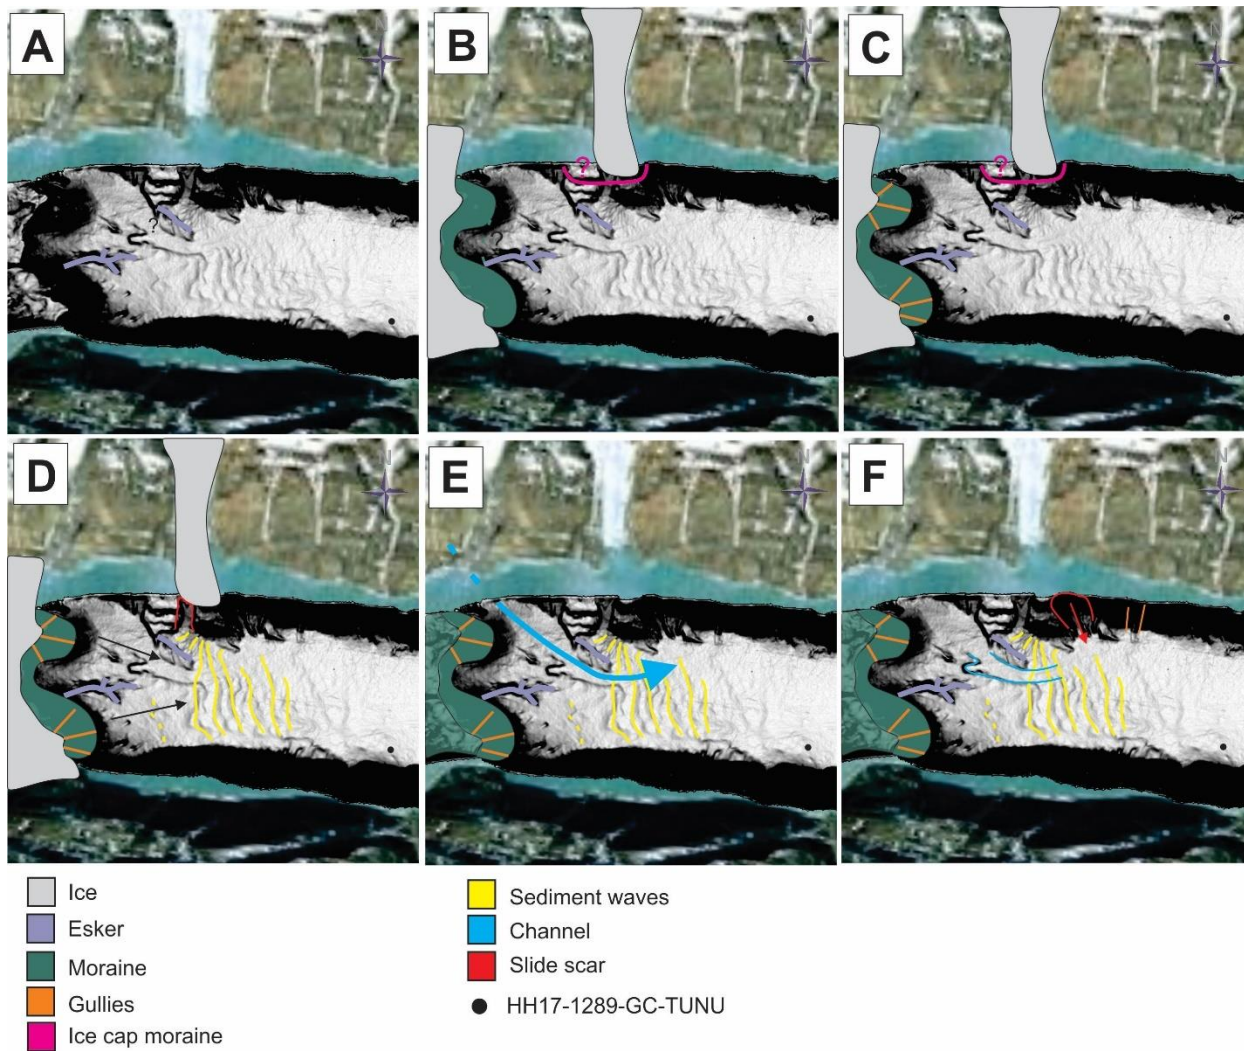 A
B
C
N
N
N
?
?
?
?
?
D
E
F
N
N
N
Ice
Esker
Moraine
Gullies
Ice cap moraine
Sediment waves
Channel
Slide scar
HH17-1289-GC-TUNU